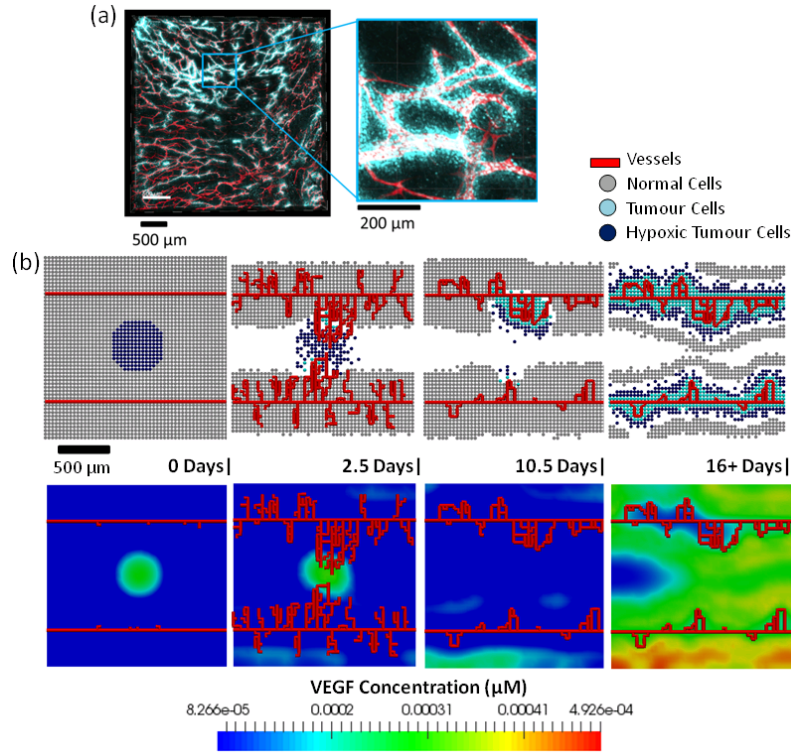 (a)
500 μm
200 μm
Vessels
Normal Cells
Tumour Cells
Hypoxic Tumour Cells
(b)
500 μm
0 Days
2.5 Days
10.5 Days
16+ Days
VEGF Concentration (μM)
8.266e-05 0.0002 0.00031 0.00041 4.926e-04